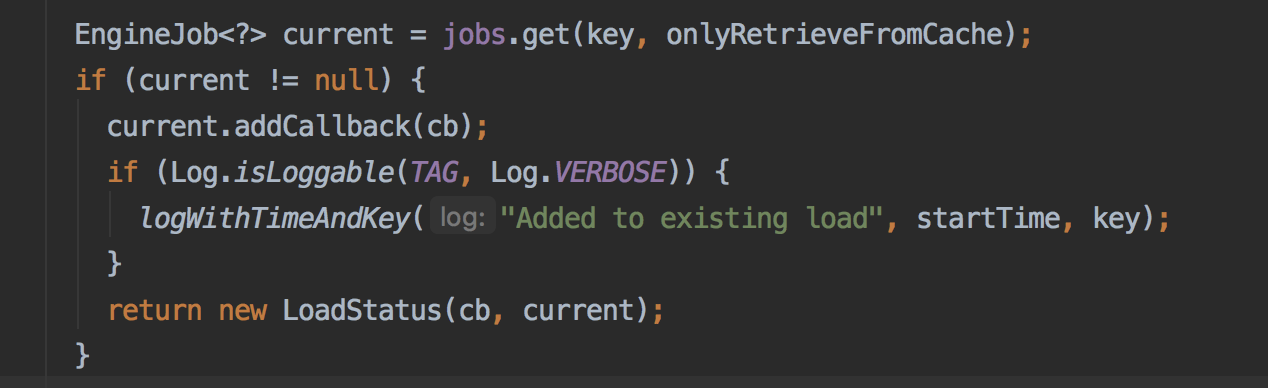 EngineJob<?> current = jobs.get(key, onlyRetrieveFromCache);
if (current != null) {
current.addCallback(cb);
if (Log.isLoggable(TAG, Log.VERBOSE)) {
logWithTimeAndKey( log: "Added to existing load", startTime, key);
}
return new LoadStatus(cb, current);
}